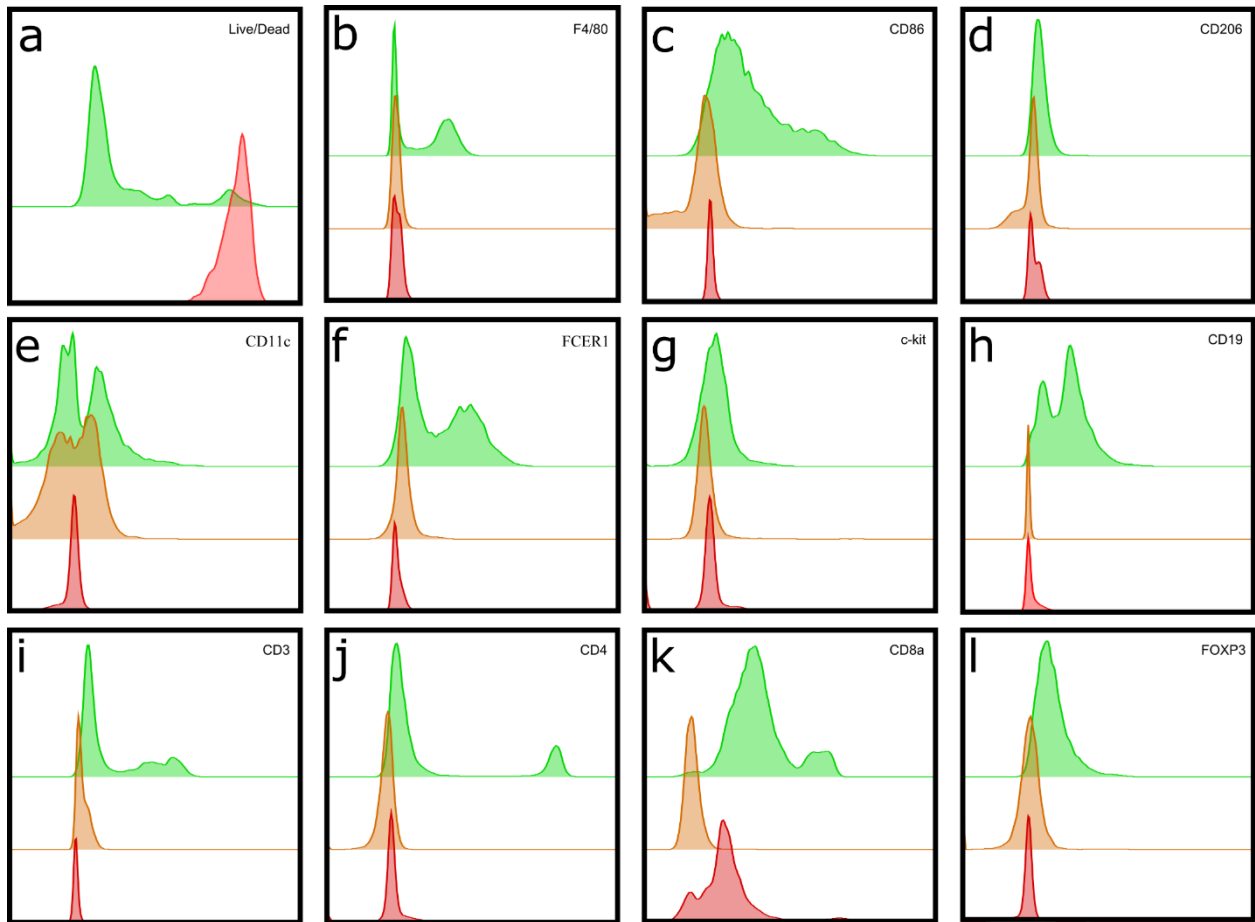 a Live/Dead
b F4/80
c CD86
d CD206
e CD11c
f FCER1
g c-kit
h CD19
i CD3
j CD4
k CD8a
l FOXP3